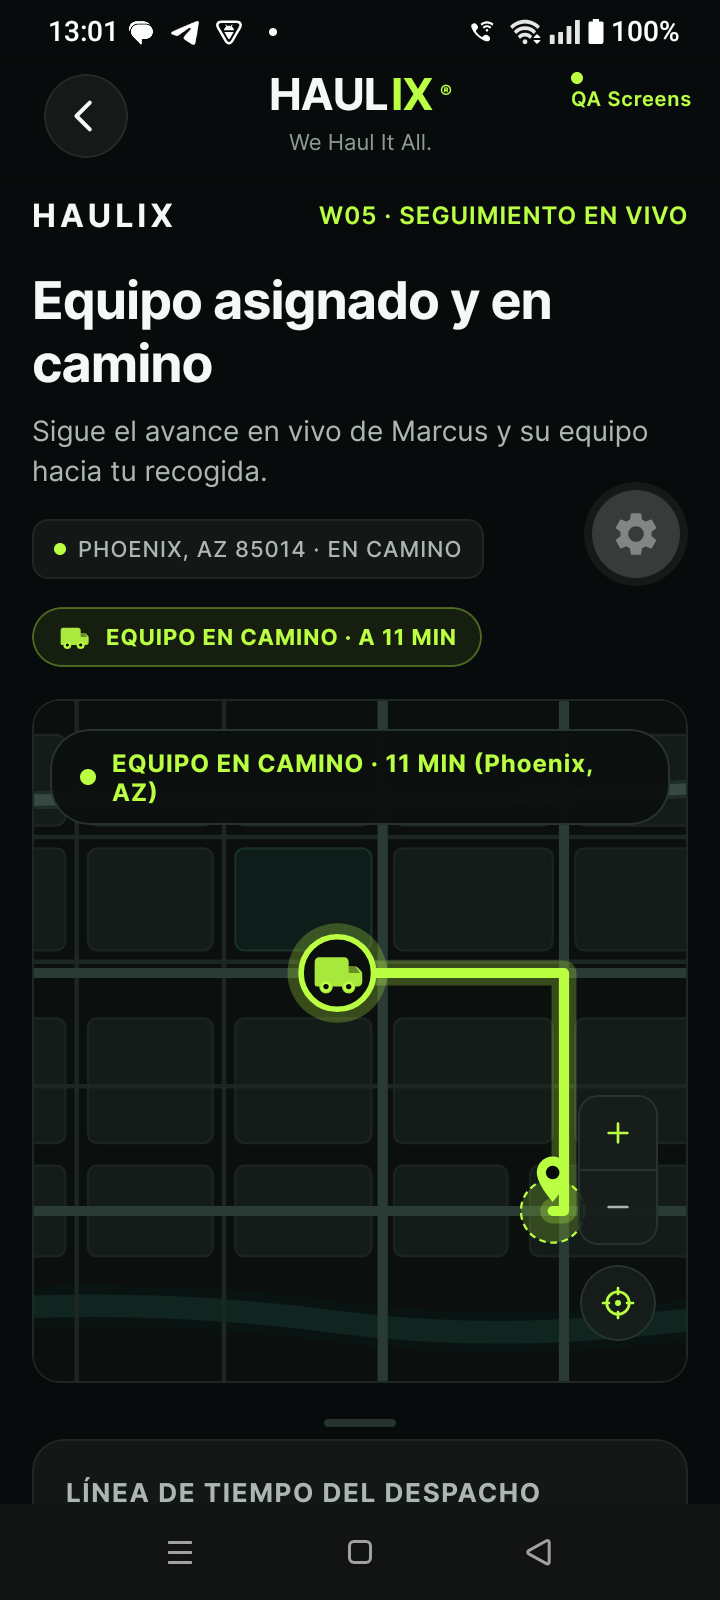 13:01
100%
HAULIX ®
We Haul It All.
QA Screens
HAULIX
W05 · SEGUIMIENTO EN VIVO
Equipo asignado y en
camino
Sigue el avance en vivo de Marcus y su equipo
hacia tu recogida.
PHOENIX, AZ 85014 · EN CAMINO
EQUIPO EN CAMINO · A 11 MIN
EQUIPO EN CAMINO · 11 MIN (Phoenix,
AZ)
+
−
LÍNEA DE TIEMPO DEL DESPACHO